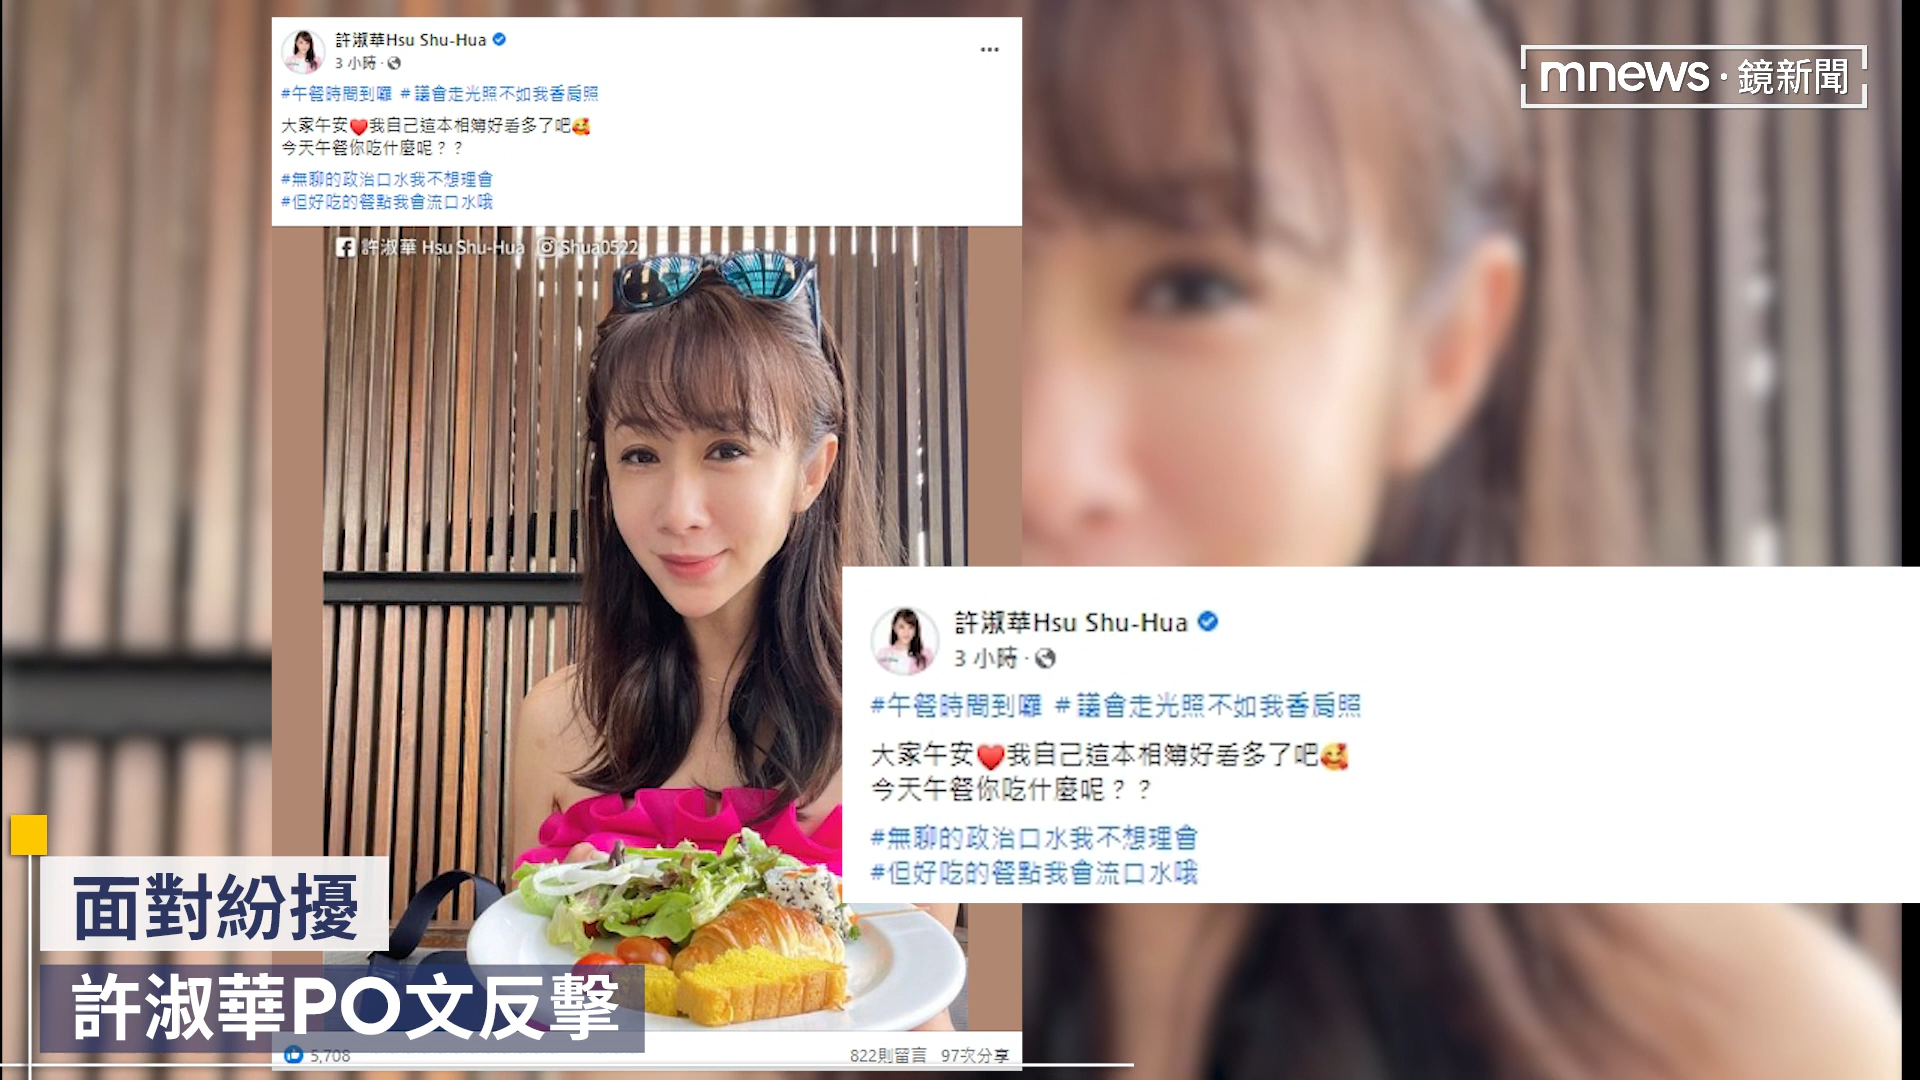 許淑華Hsu Shu-Hua
3 小時
#午餐時間到囉 #議會走光照不如我香肩照
大家午安❤️我自己這本相簿好看多了吧🥰
今天午餐你吃什麼呢？？
#無聊的政治口水我不想理會
#但好吃的餐點我會流口水哦
許淑華 Hsu Shu-Hua Shua0522
mnews·鏡新聞
許淑華Hsu Shu-Hua
3 小時
#午餐時間到囉 #議會走光照不如我香肩照
大家午安❤️我自己這本相簿好看多了吧🥰
今天午餐你吃什麼呢？？
#無聊的政治口水我不想理會
#但好吃的餐點我會流口水哦
面對紛擾
許淑華PO文反擊
5,708 822則留言 97次分享